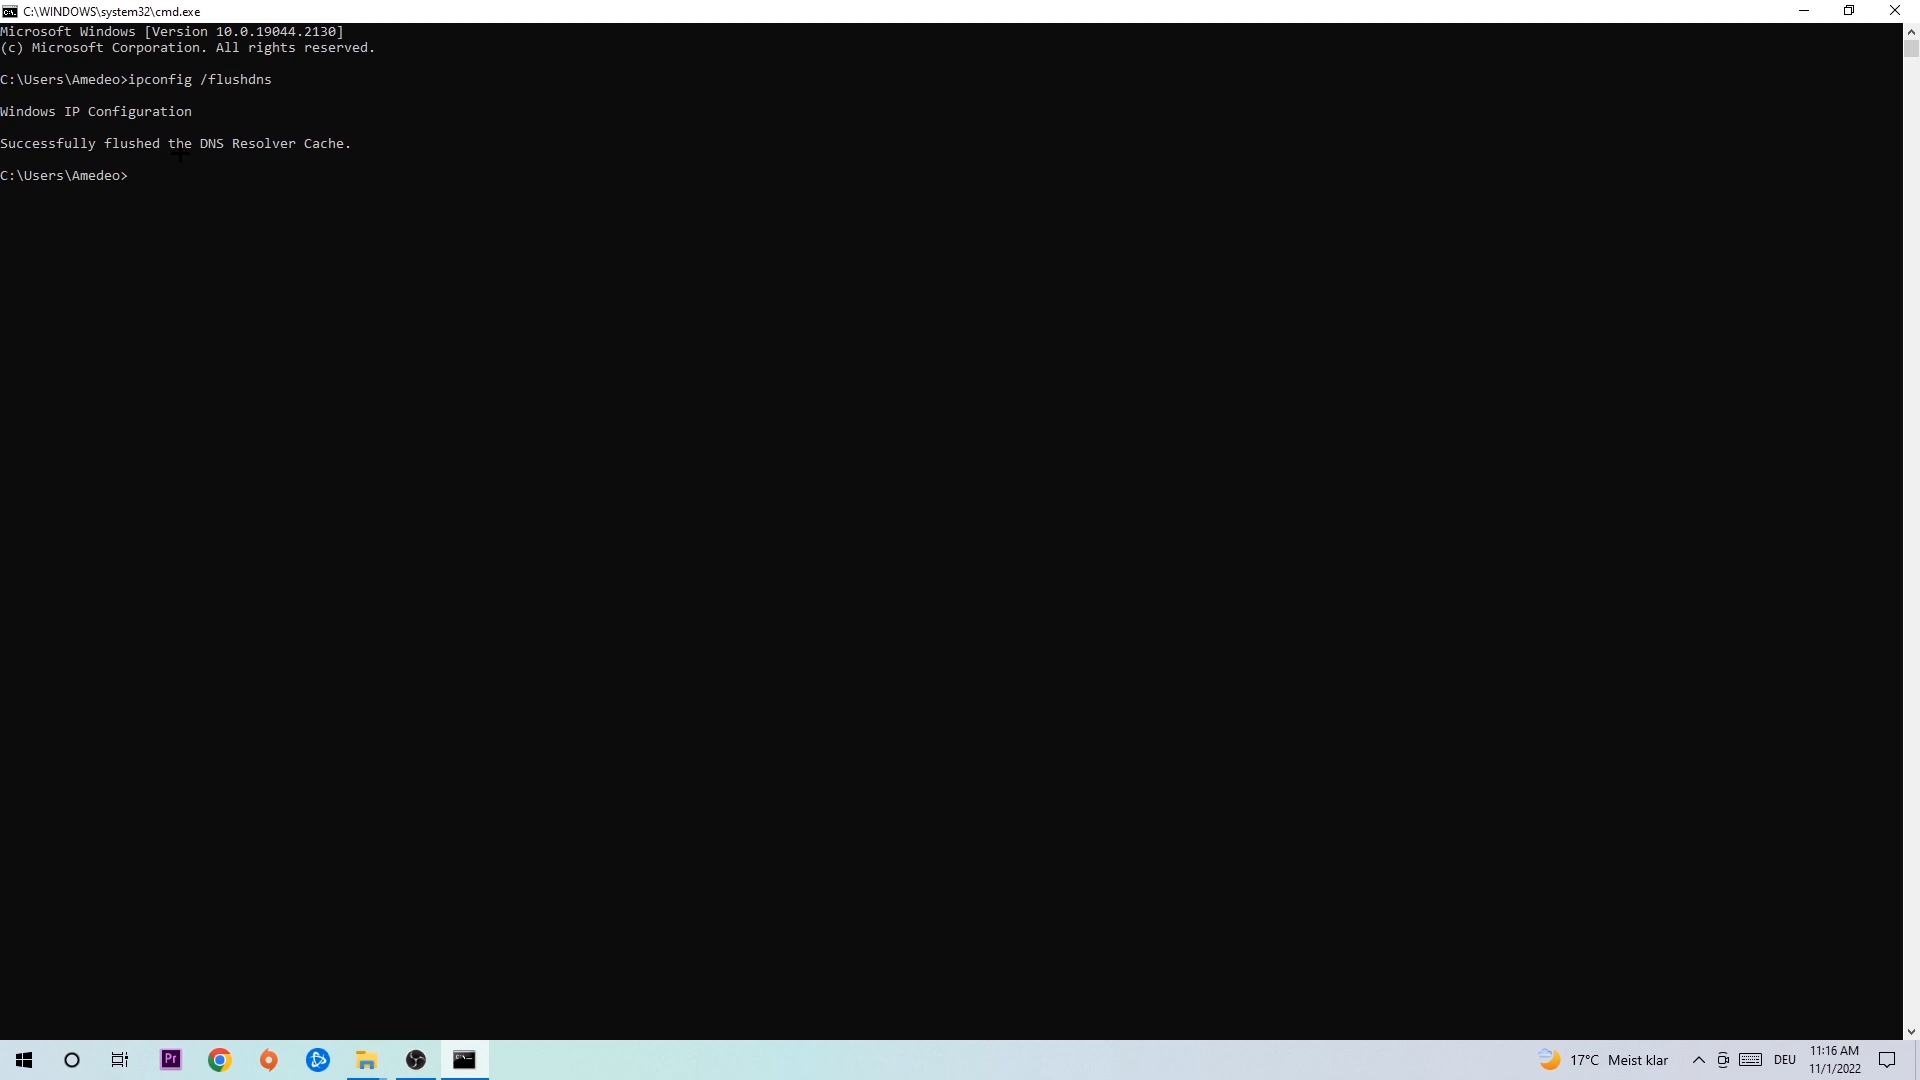 C:\WINDOWS\system32\cmd.exe
Microsoft Windows [Version 10.0.19044.2130]
(c) Microsoft Corporation. All rights reserved.
C:\Users\Amedeo>ipconfig /flushdns
Windows IP Configuration
Successfully flushed the DNS Resolver Cache.
C:\Users\Amedeo>
Pr
17°C Meist klar
DEU
11:16 AM
11/1/2022